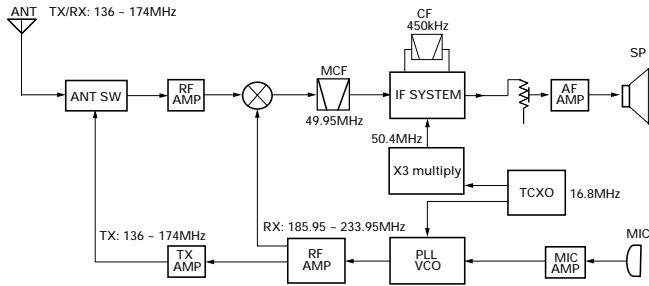 ANT TX/RX: 136 ~ 174MHz
CF
450kHz
SP
MCF
ANT SW
RF
AMP
IF SYSTEM
AF
AMP
49.95MHz
50.4MHz
X3 multiply
TCXO
16.8MHz
RX: 185.95 ~ 233.95MHz
TX: 136 ~ 174MHz
MIC
TX
AMP
RF
AMP
PLL
VCO
MIC
AMP